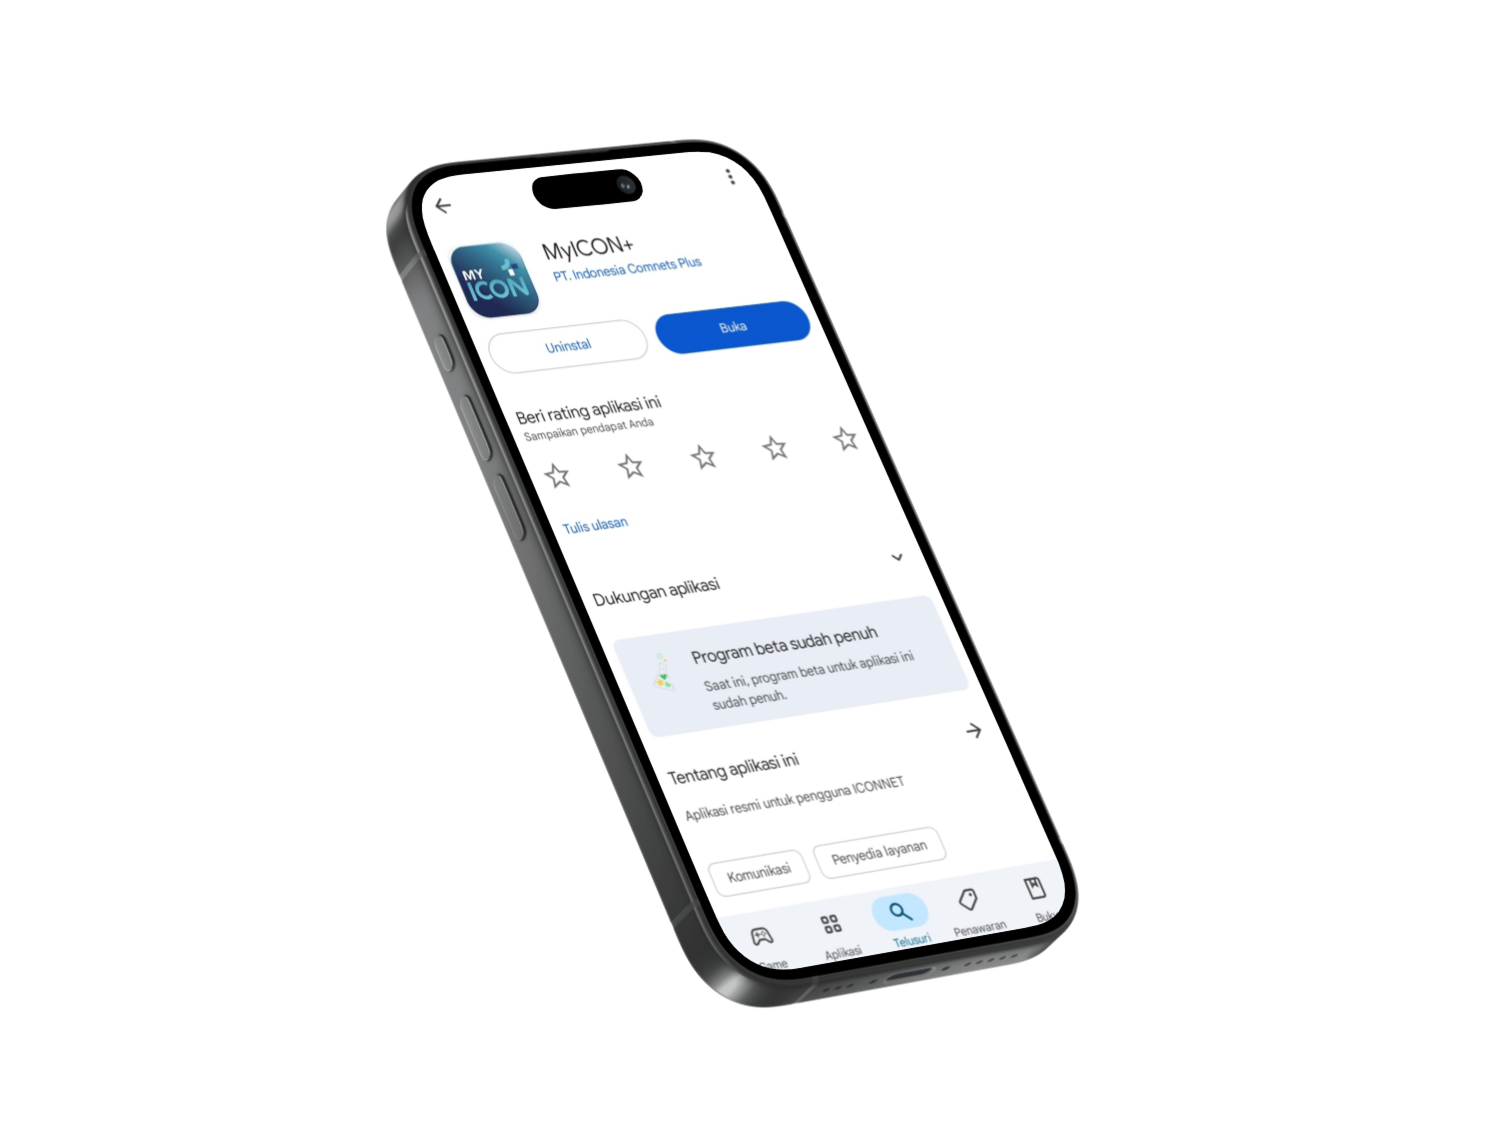 MyICON+
PT. Indonesia Comnets Plus
MY
ICON
Uninstal
Buka
Beri rating aplikasi ini
Sampaikan pendapat Anda
Tulis ulasan
Dukungan aplikasi
Program beta sudah penuh
Saat ini, program beta untuk aplikasi ini
sudah penuh.
Tentang aplikasi ini
Aplikasi resmi untuk pengguna ICONNET
Komunikasi
Penyedia layanan
Game
Aplikasi
Telusuri
Penawaran
Buku